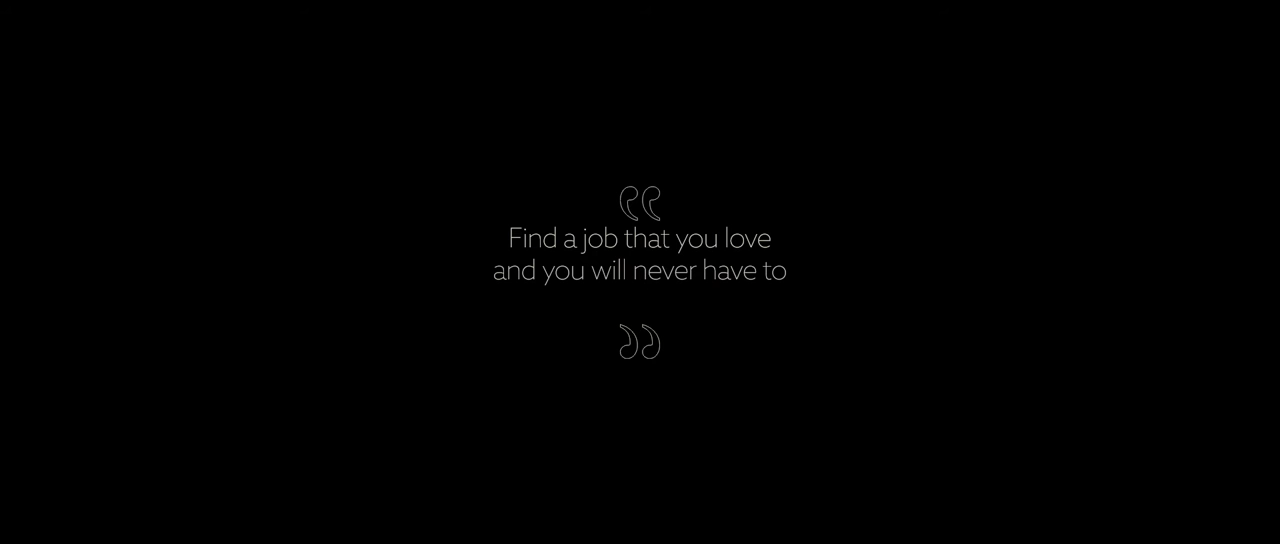 “
Find a job that you love
and you will never have to
”